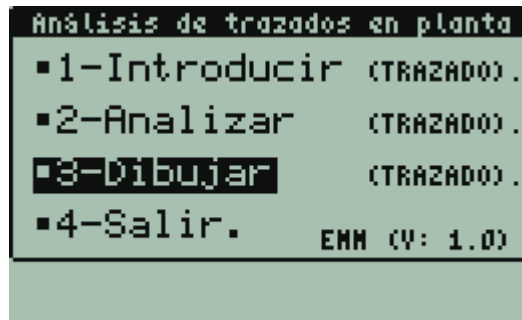 Análisis de trazados en planta
▪1-Introducir (TRAZADO).
▪2-Analizar (TRAZADO).
▪3-Dibujar (TRAZADO).
▪4-Salir. EMM (V: 1.0)